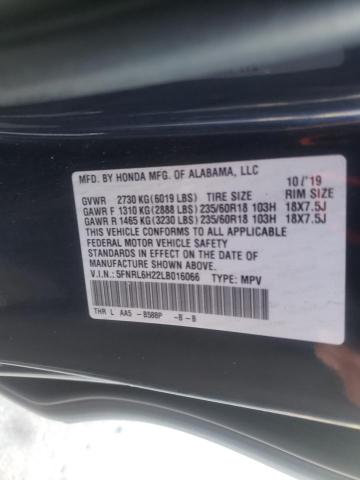 MFD. BY HONDA MFG. OF ALABAMA, LLC 10/'19
GVWR 2730 KG(6019 LBS) TIRE SIZE RIM SIZE
GAWR F 1310 KG(2888 LBS) 235/60R18 103H 18X7.5J
GAWR R 1465 KG(3230 LBS) 235/60R18 103H 18X7.5J
THIS VEHICLE CONFORMS TO ALL APPLICABLE
FEDERAL MOTOR VEHICLE SAFETY
STANDARDS IN EFFECT ON THE DATE
OF MANUFACTURE SHOWN ABOVE.
V.I.N.: 5FNRL6H22LB016066 TYPE: MPV
THR L AA5 -B588P -B -B